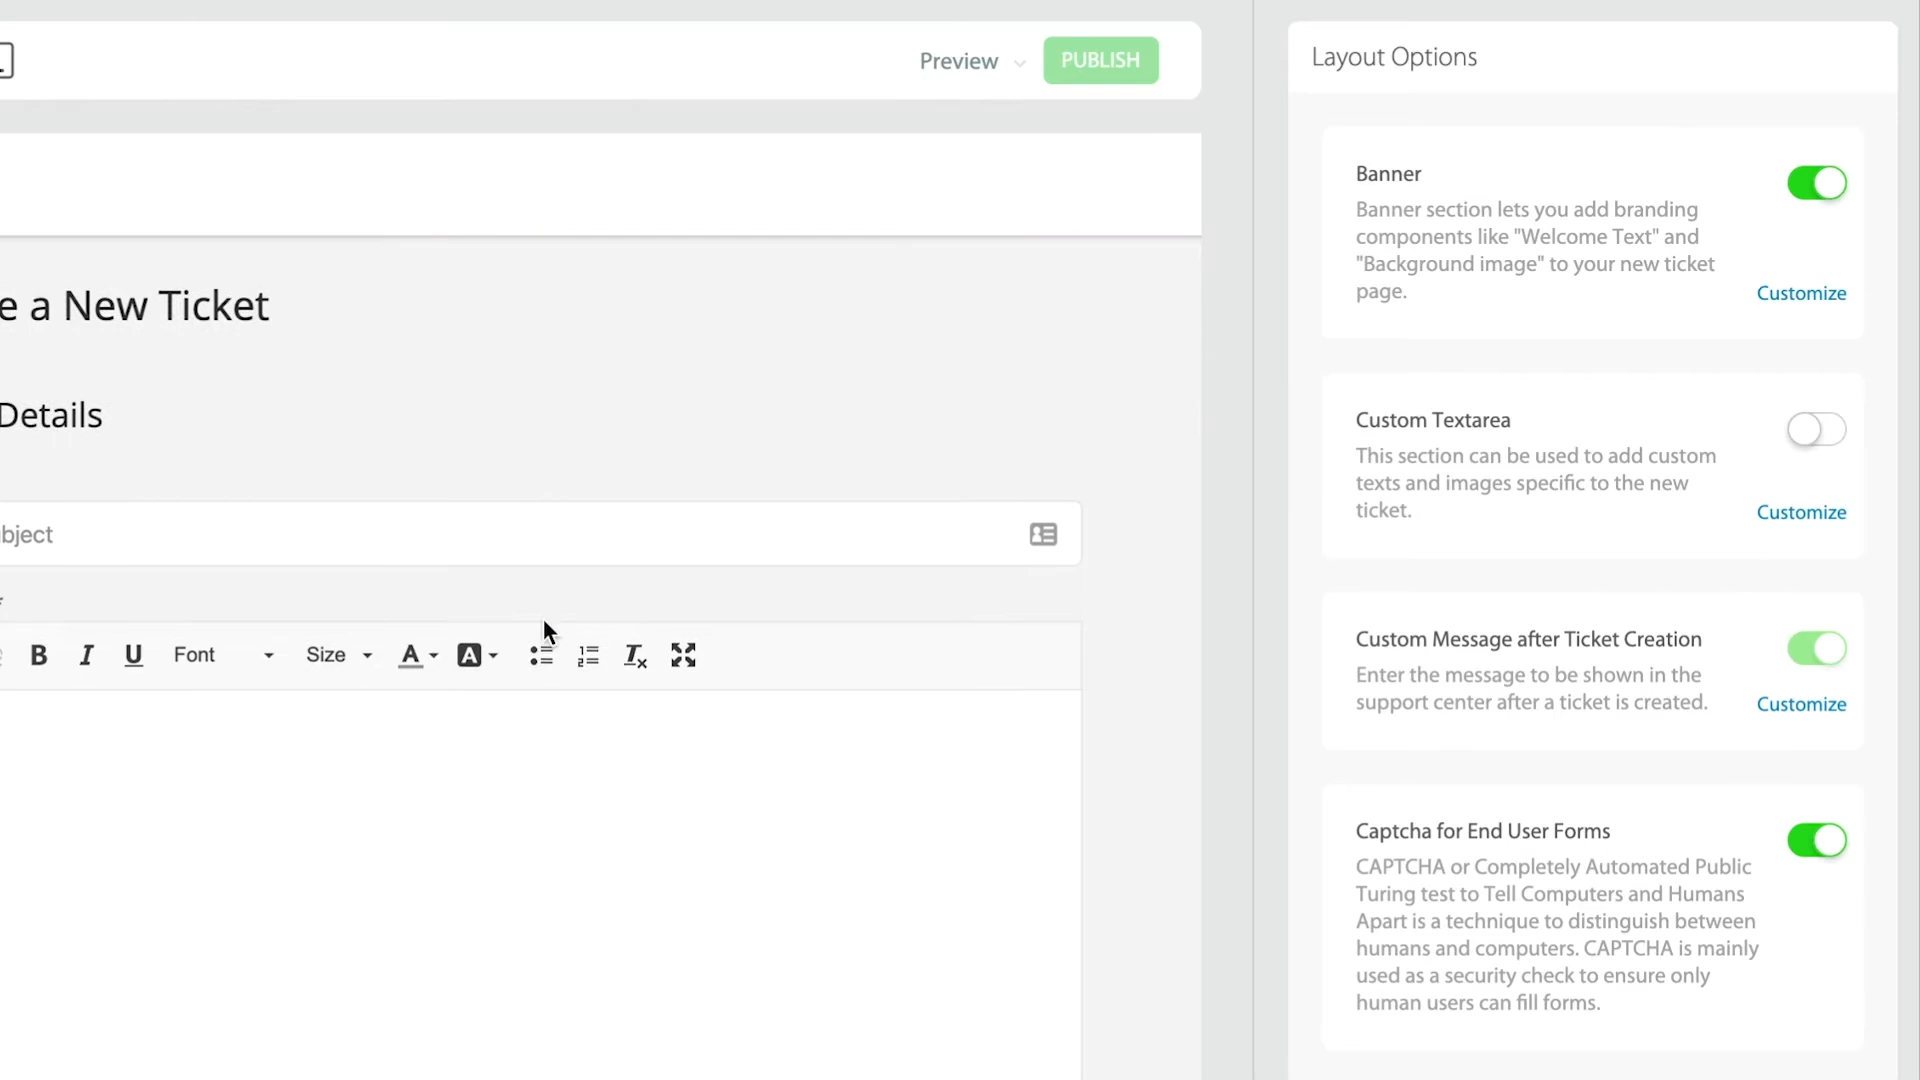 Preview
PUBLISH
e a New Ticket
Details
bject
B I U Font Size A A
Layout Options
Banner
Banner section lets you add branding
components like "Welcome Text" and
"Background image" to your new ticket
page.
Customize
Custom Textarea
This section can be used to add custom
texts and images specific to the new
ticket.
Customize
Custom Message after Ticket Creation
Enter the message to be shown in the
support center after a ticket is created.
Customize
Captcha for End User Forms
CAPTCHA or Completely Automated Public
Turing test to Tell Computers and Humans
Apart is a technique to distinguish between
humans and computers. CAPTCHA is mainly
used as a security check to ensure only
human users can fill forms.